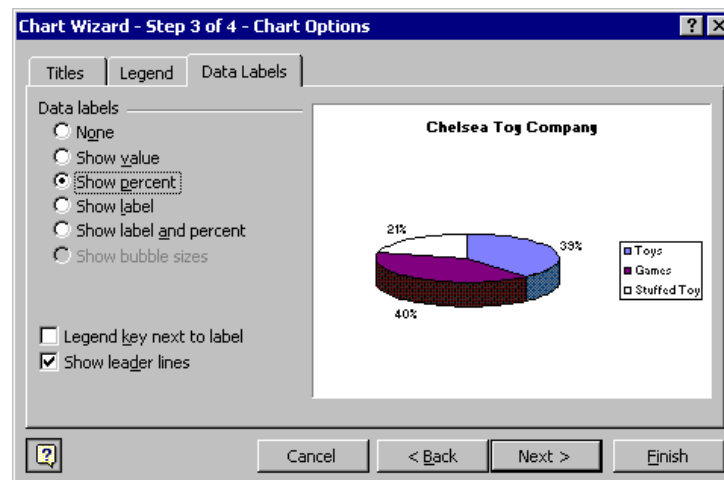 Chart Wizard - Step 3 of 4 - Chart Options
Titles
Legend
Data Labels
Data labels
None
Show value
Show percent
Show label
Show label and percent
Show bubble sizes
Legend key next to label
Show leader lines
Chelsea Toy Company
21%
39%
40%
Toys
Games
Stuffed Toy
Cancel
< Back
Next >
Finish